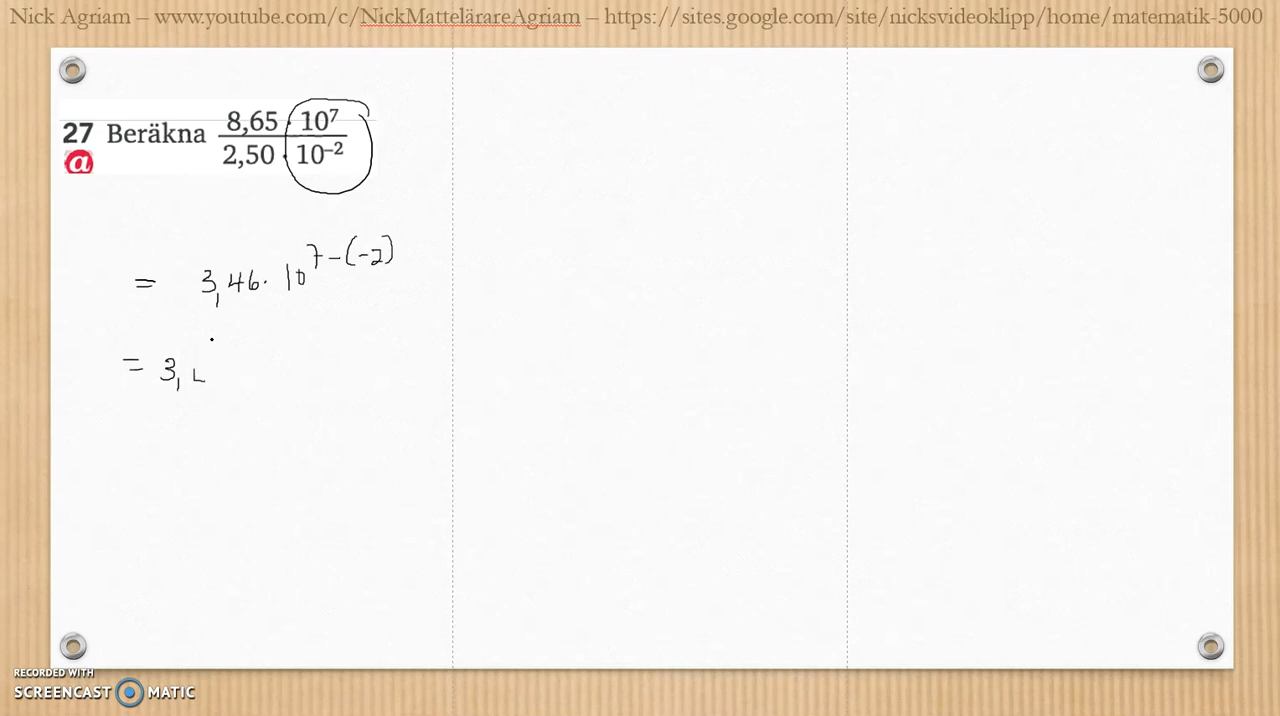 Nick Agriam – www.youtube.com/c/NickMattelärareAgriam – https://sites.google.com/site/nicksvideoklipp/home/matematik-5000
27 Beräkna 8,65 · 10⁷ / 2,50 · 10⁻²
a
= 3,46 · 10^7-(-2)
= 3,
RECORDED WITH
SCREENCAST MATIC